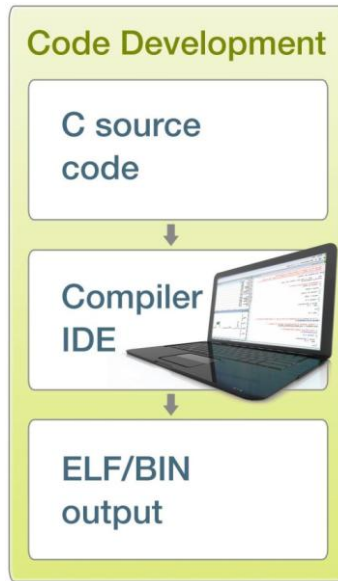 Code Development
C source
code
Compiler
IDE
ELF/BIN
output